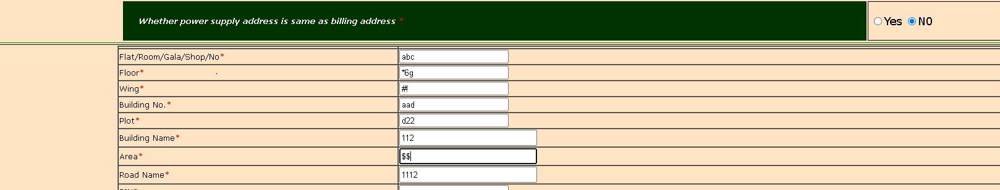 Whether power supply address is same as billing address *
Yes NO
Flat/Room/Gala/Shop/No* abc
Floor* *6g
Wing* #!
Building No.* aad
Plot* d22
Building Name* 112
Area* $$
Road Name* 1112